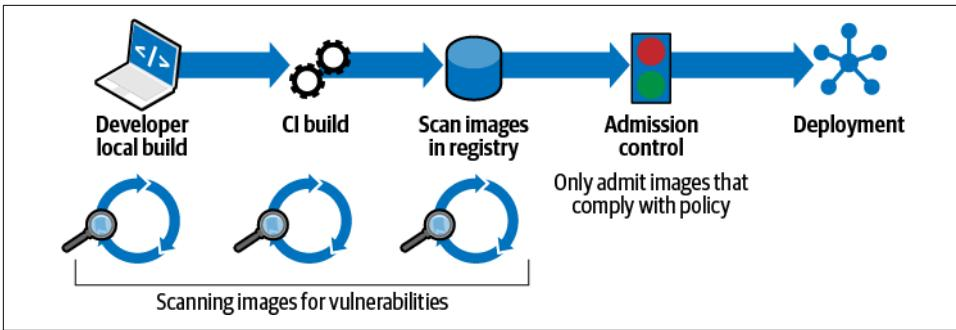 </>
Developer
local build
CI build
Scan images
in registry
Admission
control
Only admit images that
comply with policy
Deployment
Scanning images for vulnerabilities